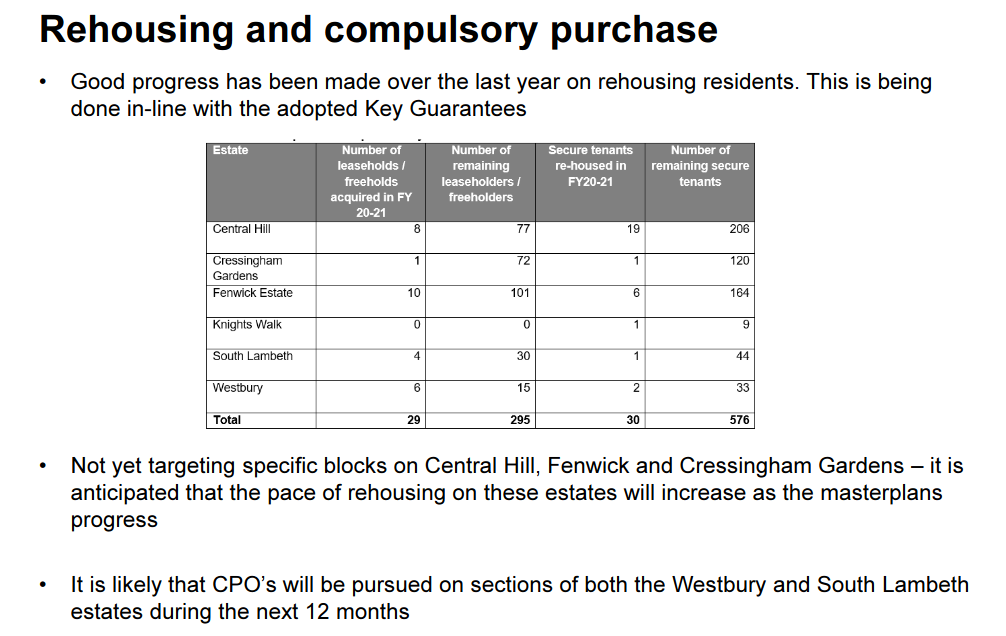 Rehousing and compulsory purchase
• Good progress has been made over the last year on rehousing residents. This is being
done in-line with the adopted Key Guarantees
Estate | Number of leaseholds / freeholds acquired in FY 20-21 | Number of remaining leaseholders / freeholders | Secure tenants re-housed in FY20-21 | Number of remaining secure tenants
Central Hill | 8 | 77 | 19 | 206
Cressingham Gardens | 1 | 72 | 1 | 120
Fenwick Estate | 10 | 101 | 6 | 164
Knights Walk | 0 | 0 | 1 | 9
South Lambeth | 4 | 30 | 1 | 44
Westbury | 6 | 15 | 2 | 33
Total | 29 | 295 | 30 | 576
• Not yet targeting specific blocks on Central Hill, Fenwick and Cressingham Gardens – it is
anticipated that the pace of rehousing on these estates will increase as the masterplans
progress
• It is likely that CPO’s will be pursued on sections of both the Westbury and South Lambeth
estates during the next 12 months